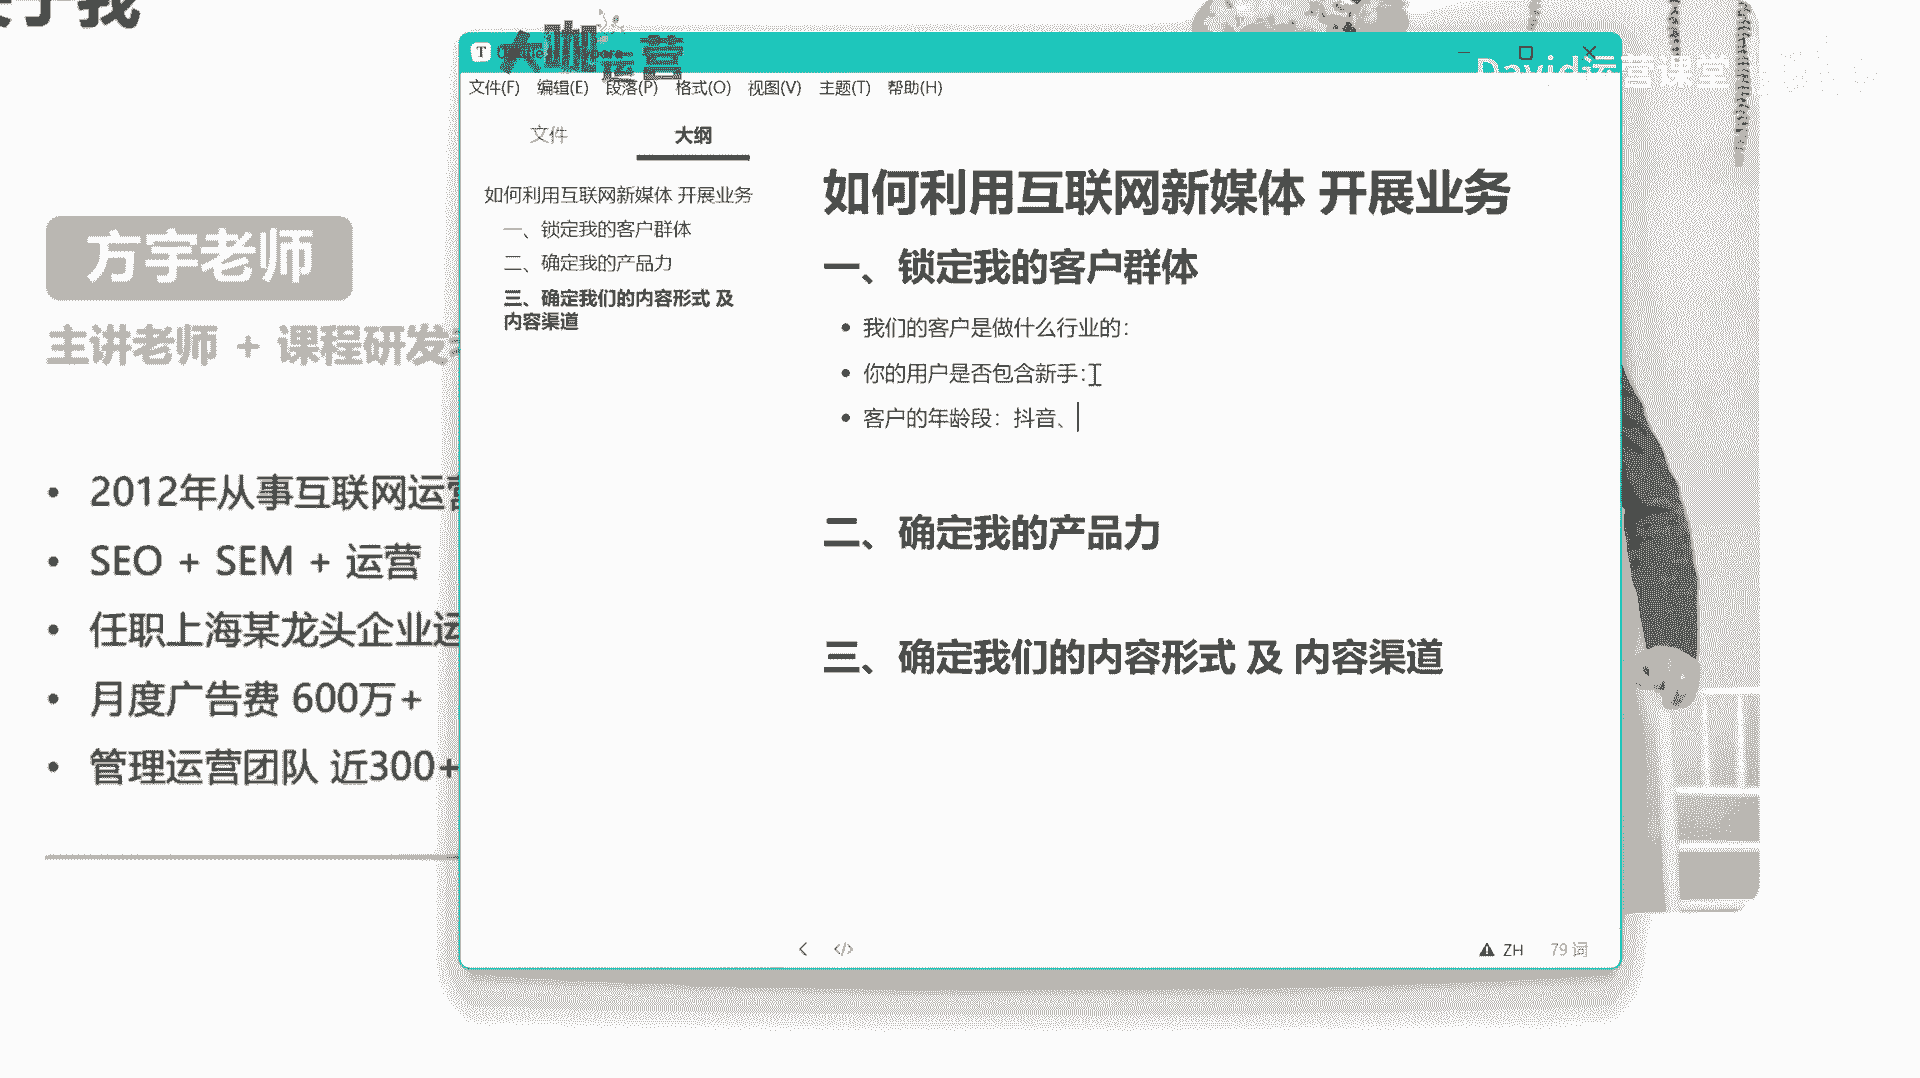 于我
方宇老师
主讲老师 + 课程研发
2012年从事互联网运营
SEO + SEM + 运营
任职上海某龙头企业运
月度广告费 600万+
管理运营团队 近300+
大咖运营
David运营课堂
文件(F) 编辑(E) 段落(P) 格式(O) 视图(V) 主题(T) 帮助(H)
文件 大纲
如何利用互联网新媒体 开展业务
一、锁定我的客户群体
二、确定我的产品力
三、确定我们的内容形式 及
内容渠道
如何利用互联网新媒体 开展业务
一、锁定我的客户群体
我们的客户是做什么行业的：
你的用户是否包含新手：
客户的年龄段：抖音、
二、确定我的产品力
三、确定我们的内容形式 及 内容渠道
ZH 79 词